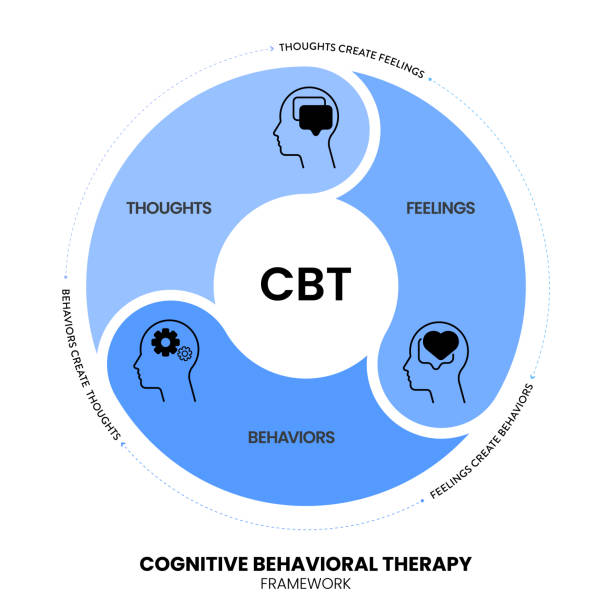 THOUGHTS CREATE FEELINGS
THOUGHTS
FEELINGS
CBT
BEHAVIORS CREATE THOUGHTS
FEELINGS CREATE BEHAVIORS
BEHAVIORS
COGNITIVE BEHAVIORAL THERAPY
FRAMEWORK